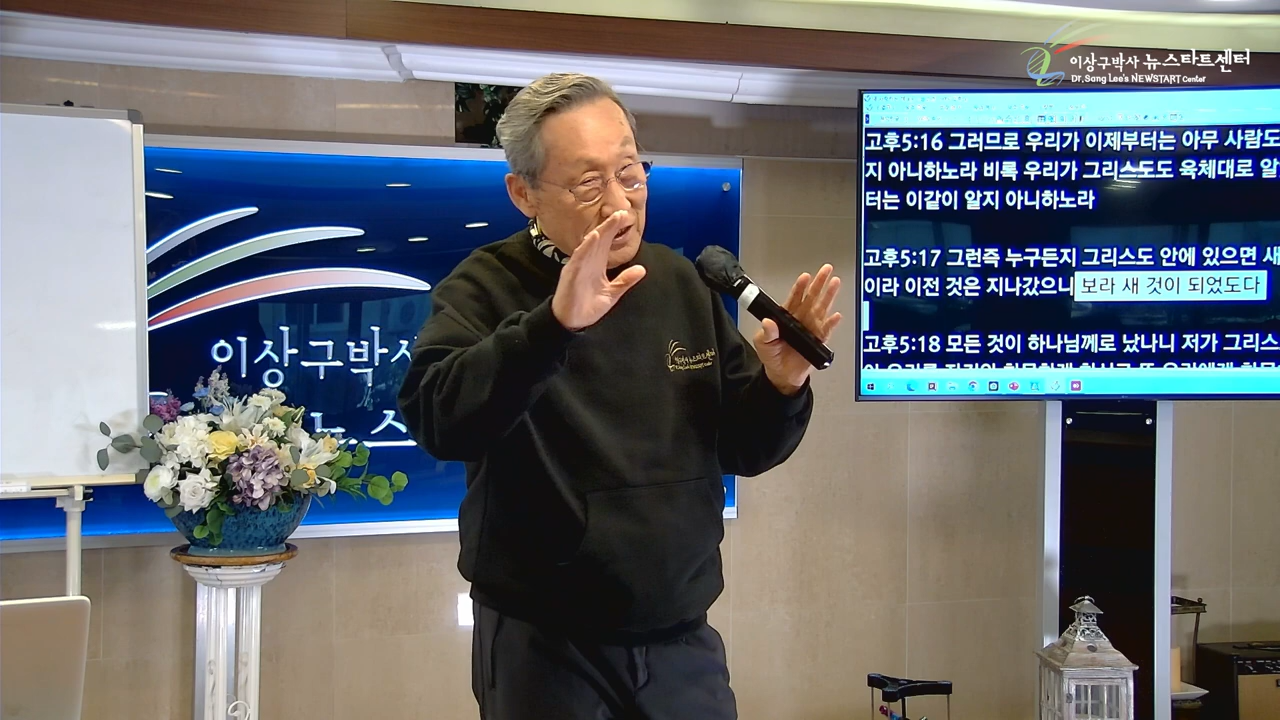 이상구박사 뉴스타트센터
Dr. Sang Lee's NEWSTART Center
고후5:16 그러므로 우리가 이제부터는 아무 사람도
지 아니하노라 비록 우리가 그리스도도 육체대로 알
터는 이같이 알지 아니하노라
고후5:17 그런즉 누구든지 그리스도 안에 있으면 새
이라 이전 것은 지나갔으니 보라 새 것이 되었도다
고후5:18 모든 것이 하나님께로 났나니 저가 그리스
이상구박사
뉴스